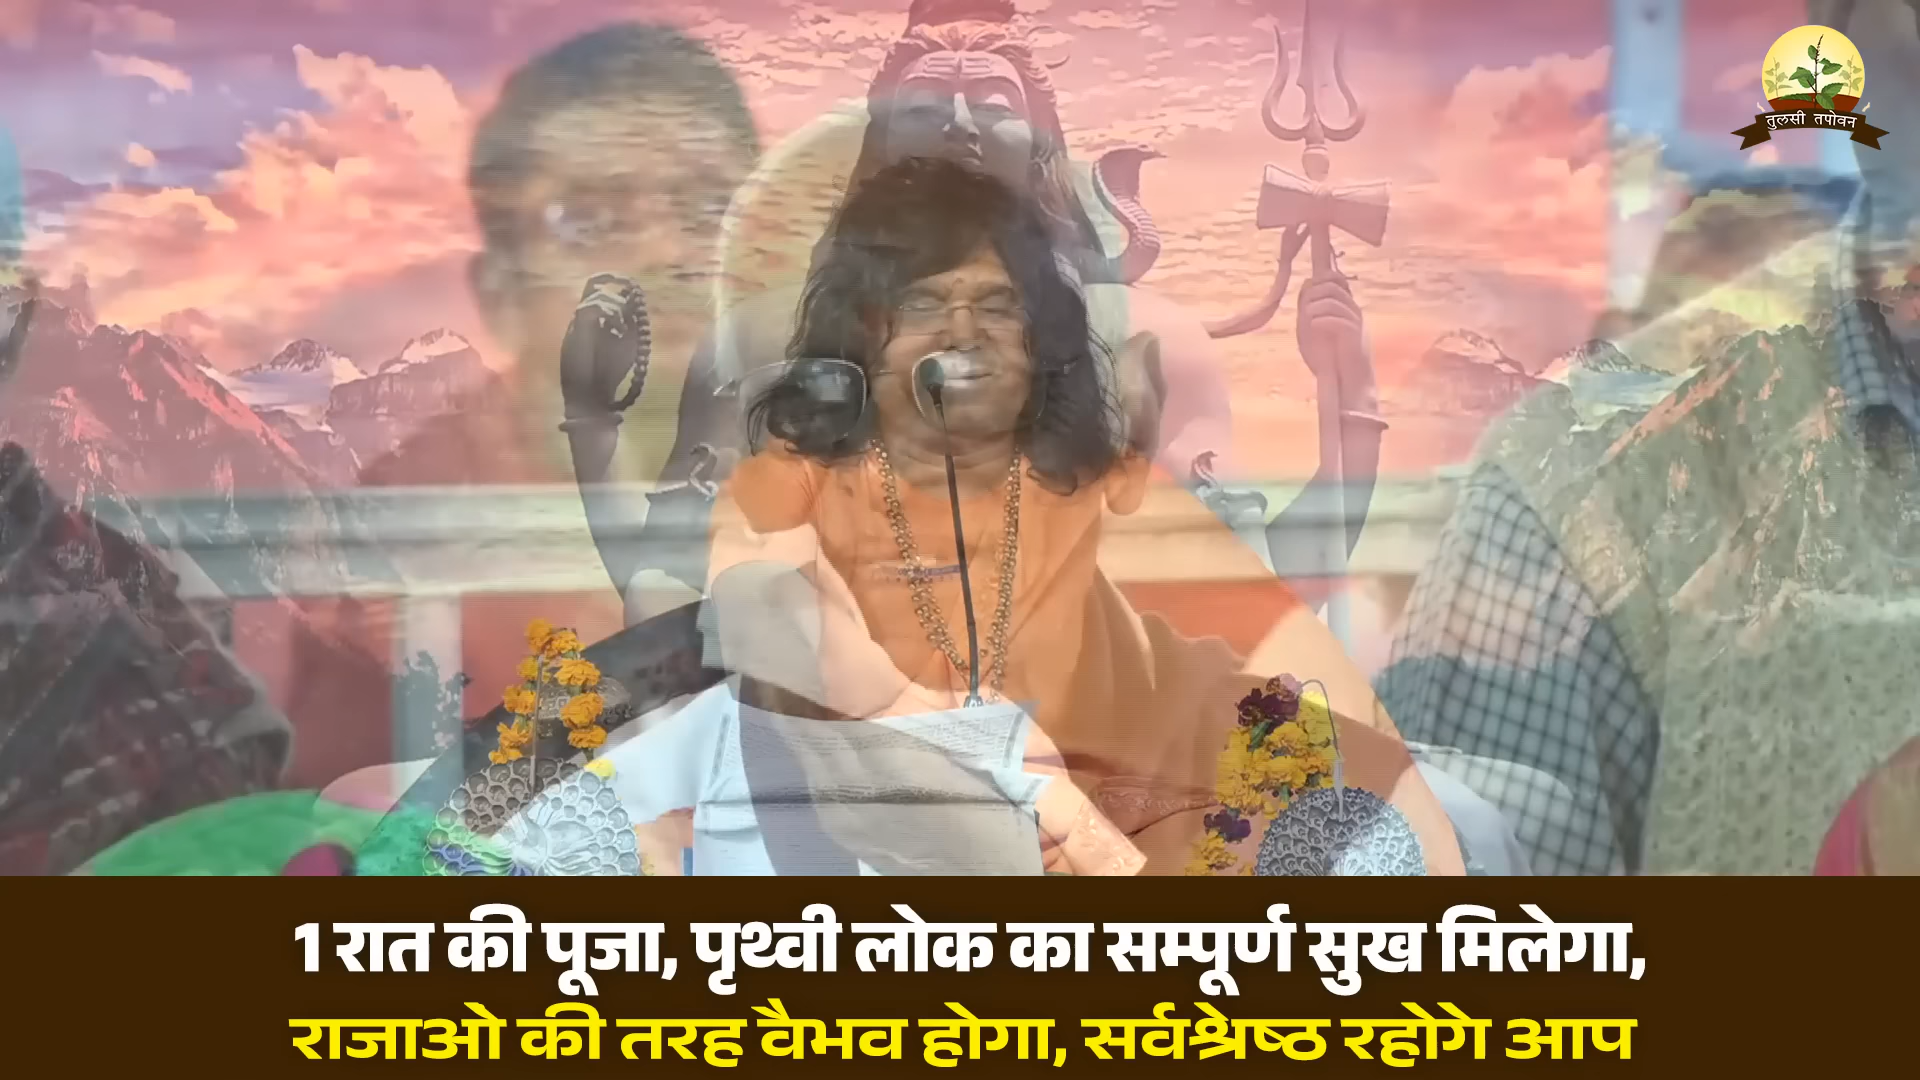 तुलसी तपोवन
1 रात की पूजा, पृथ्वी लोक का सम्पूर्ण सुख मिलेगा,
राजाओ की तरह वैभव होगा, सर्वश्रेष्ठ रहोगे आप